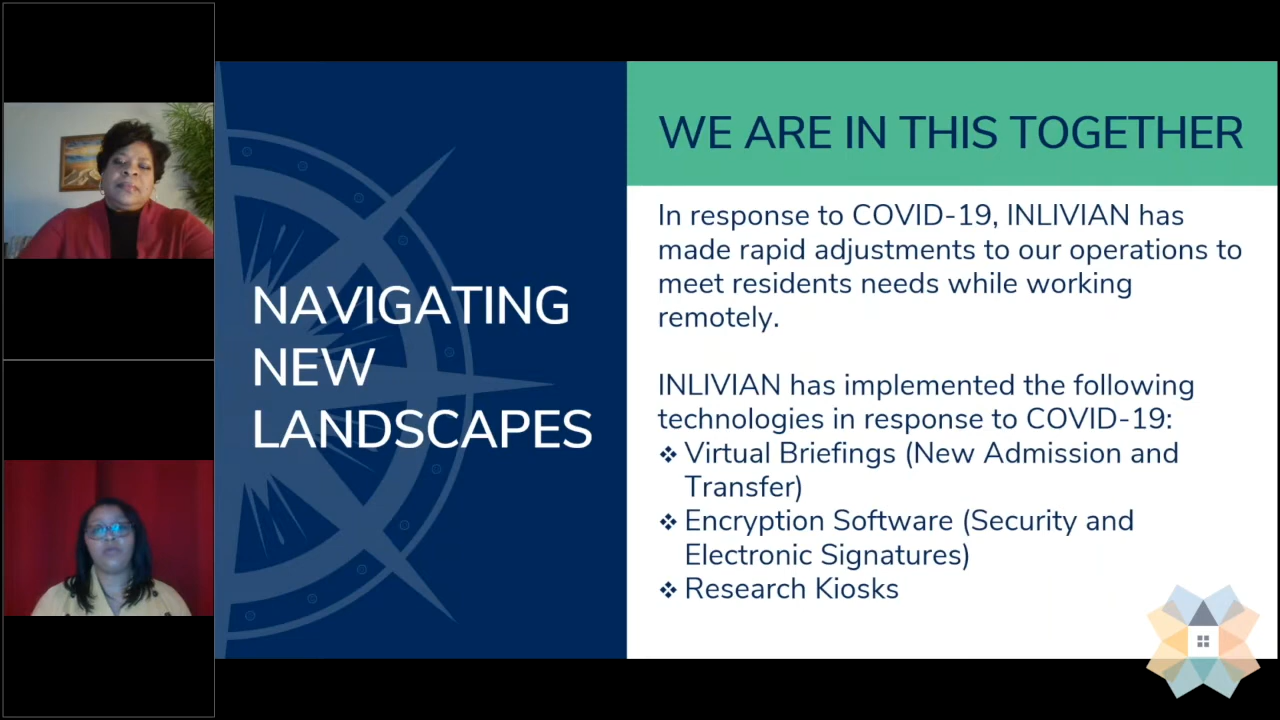 NAVIGATING
NEW
LANDSCAPES
WE ARE IN THIS TOGETHER
In response to COVID-19, INLIVIAN has
made rapid adjustments to our operations to
meet residents needs while working
remotely.
INLIVIAN has implemented the following
technologies in response to COVID-19:
❖ Virtual Briefings (New Admission and
Transfer)
❖ Encryption Software (Security and
Electronic Signatures)
❖ Research Kiosks